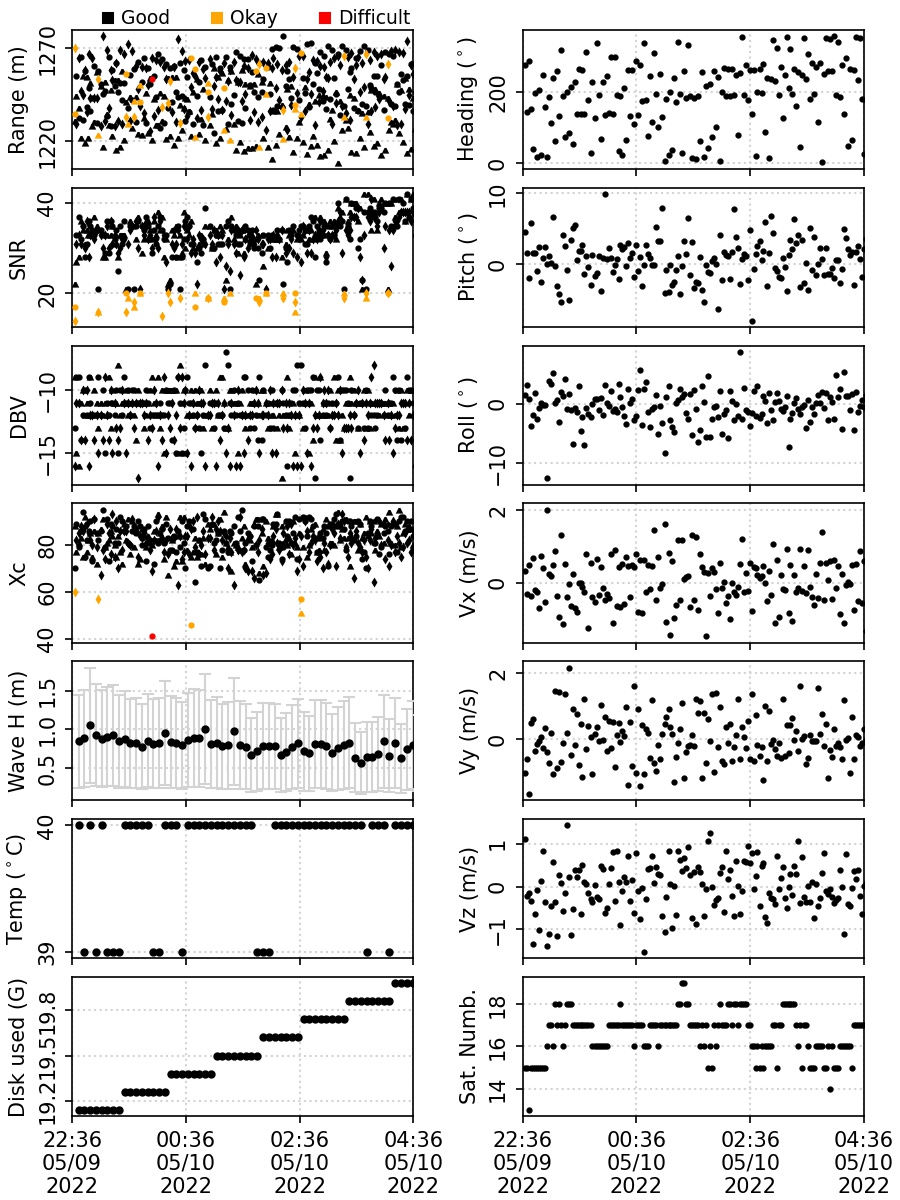 Good Okay Difficult
Range (m)
1270
1220
Heading (°)
200
0
SNR
40
20
Pitch (°)
10
0
DBV
−10
−15
Roll (°)
0
−10
Xc
80
60
40
Vx (m/s)
2
0
Wave H (m)
1.5
1.0
0.5
Vy (m/s)
2
0
Temp (°C)
40
39
Vz (m/s)
1
0
−1
Disk used (G)
19.8
19.5
19.2
Sat. Numb.
18
16
14
22:36 00:36 02:36 04:36 22:36 00:36 02:36 04:36
05/09 05/10 05/10 05/10 05/09 05/10 05/10 05/10
2022 2022 2022 2022 2022 2022 2022 2022